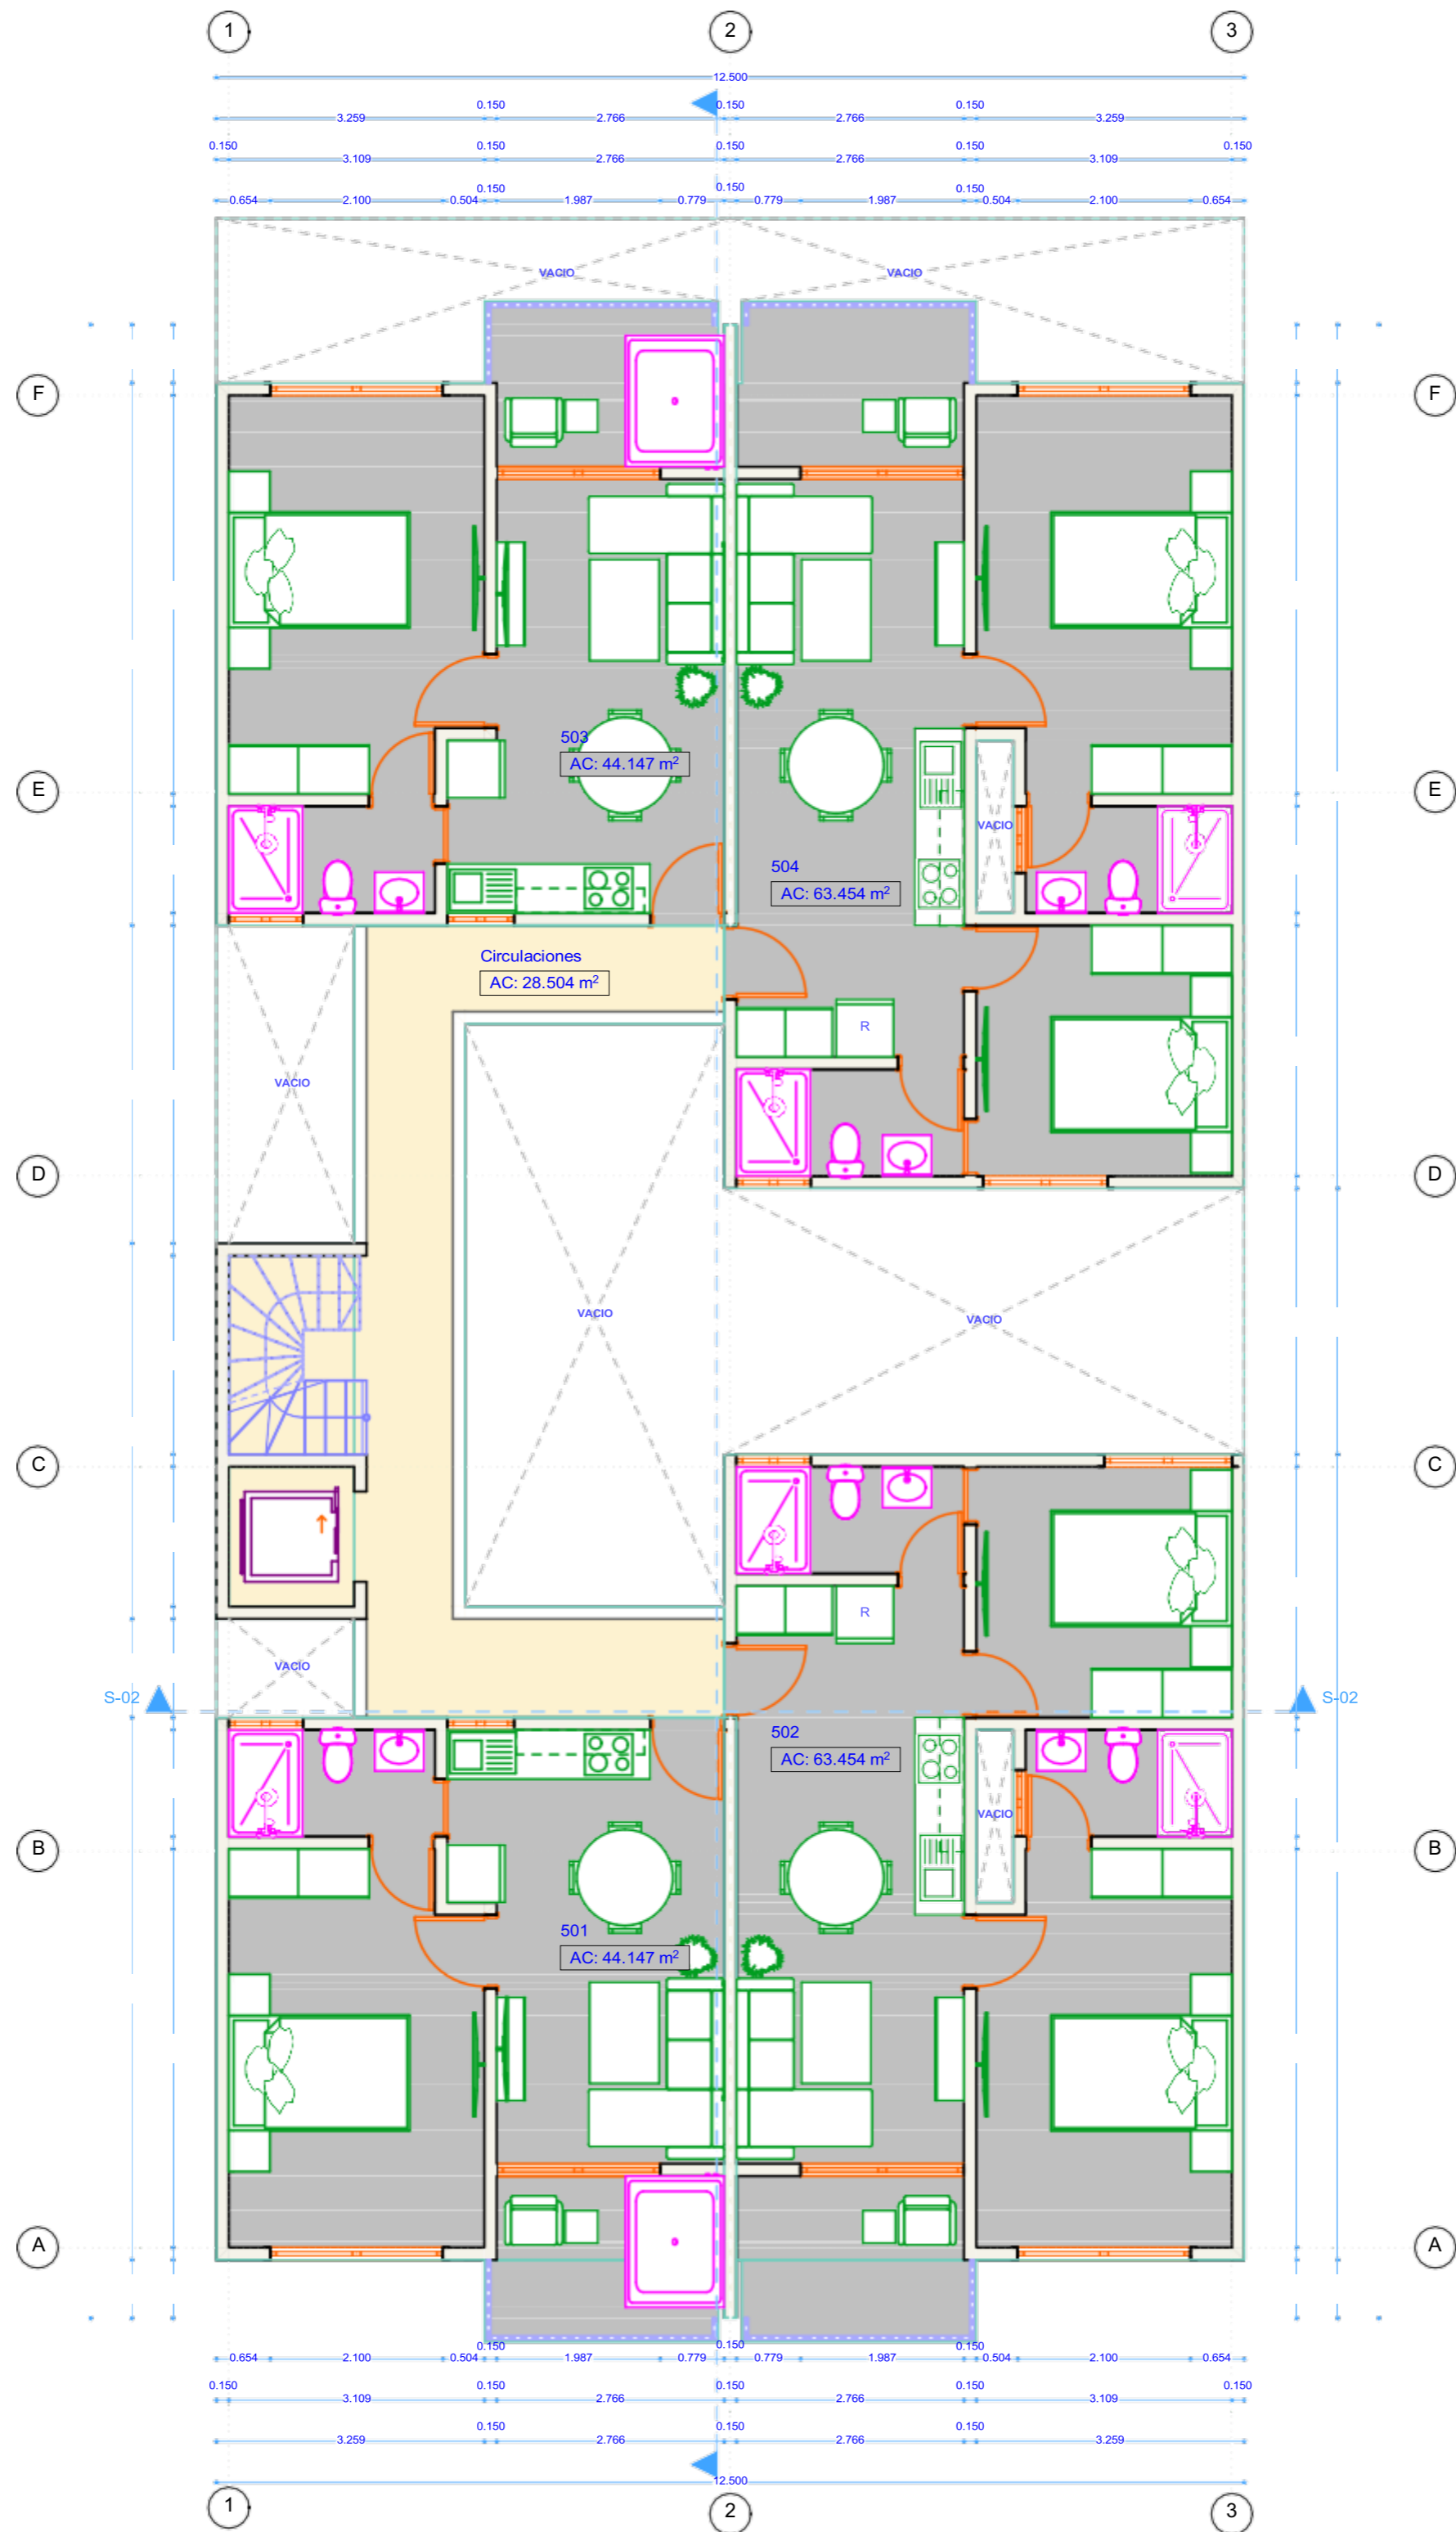 1 2 3
12.500
0.150 0.150 0.150
3.259 2.766 2.766 3.259
0.150 0.150 0.150 0.150 0.150
3.109 2.766 2.766 3.109
0.150 0.150 0.150
0.654 2.100 0.504 1.987 0.779 0.779 1.987 0.504 2.100 0.654
VACIO VACIO
F F
503
AC: 44.147 m²
E E
VACIO
504
AC: 63.454 m²
Circulaciones
AC: 28.504 m²
R
VACIO
D D
VACIO VACIO
C C
R
VACIO
S-02 S-02
502
AC: 63.454 m²
VACIO
B B
501
AC: 44.147 m²
A A
0.150 0.150 0.150
0.654 2.100 0.504 1.987 0.779 0.779 1.987 0.504 2.100 0.654
0.150 0.150 0.150 0.150 0.150
3.109 2.766 2.766 3.109
0.150 0.150 0.150
3.259 2.766 2.766 3.259
12.500
1 2 3